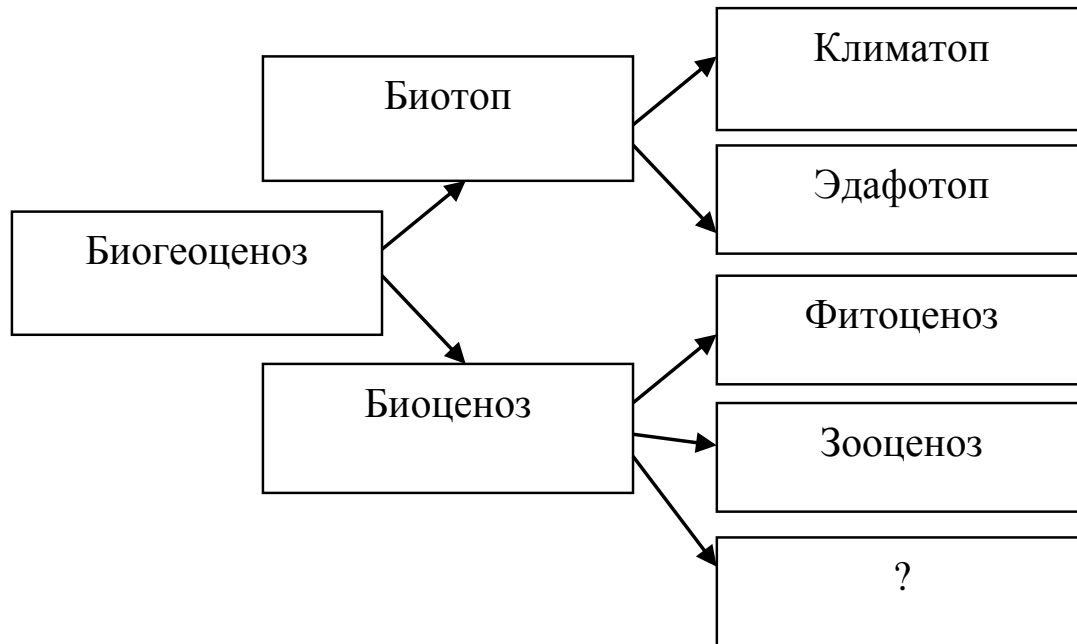 Биогеоценоз
Биотоп
Климатоп
Эдафотоп
Биоценоз
Фитоценоз
Зооценоз
?